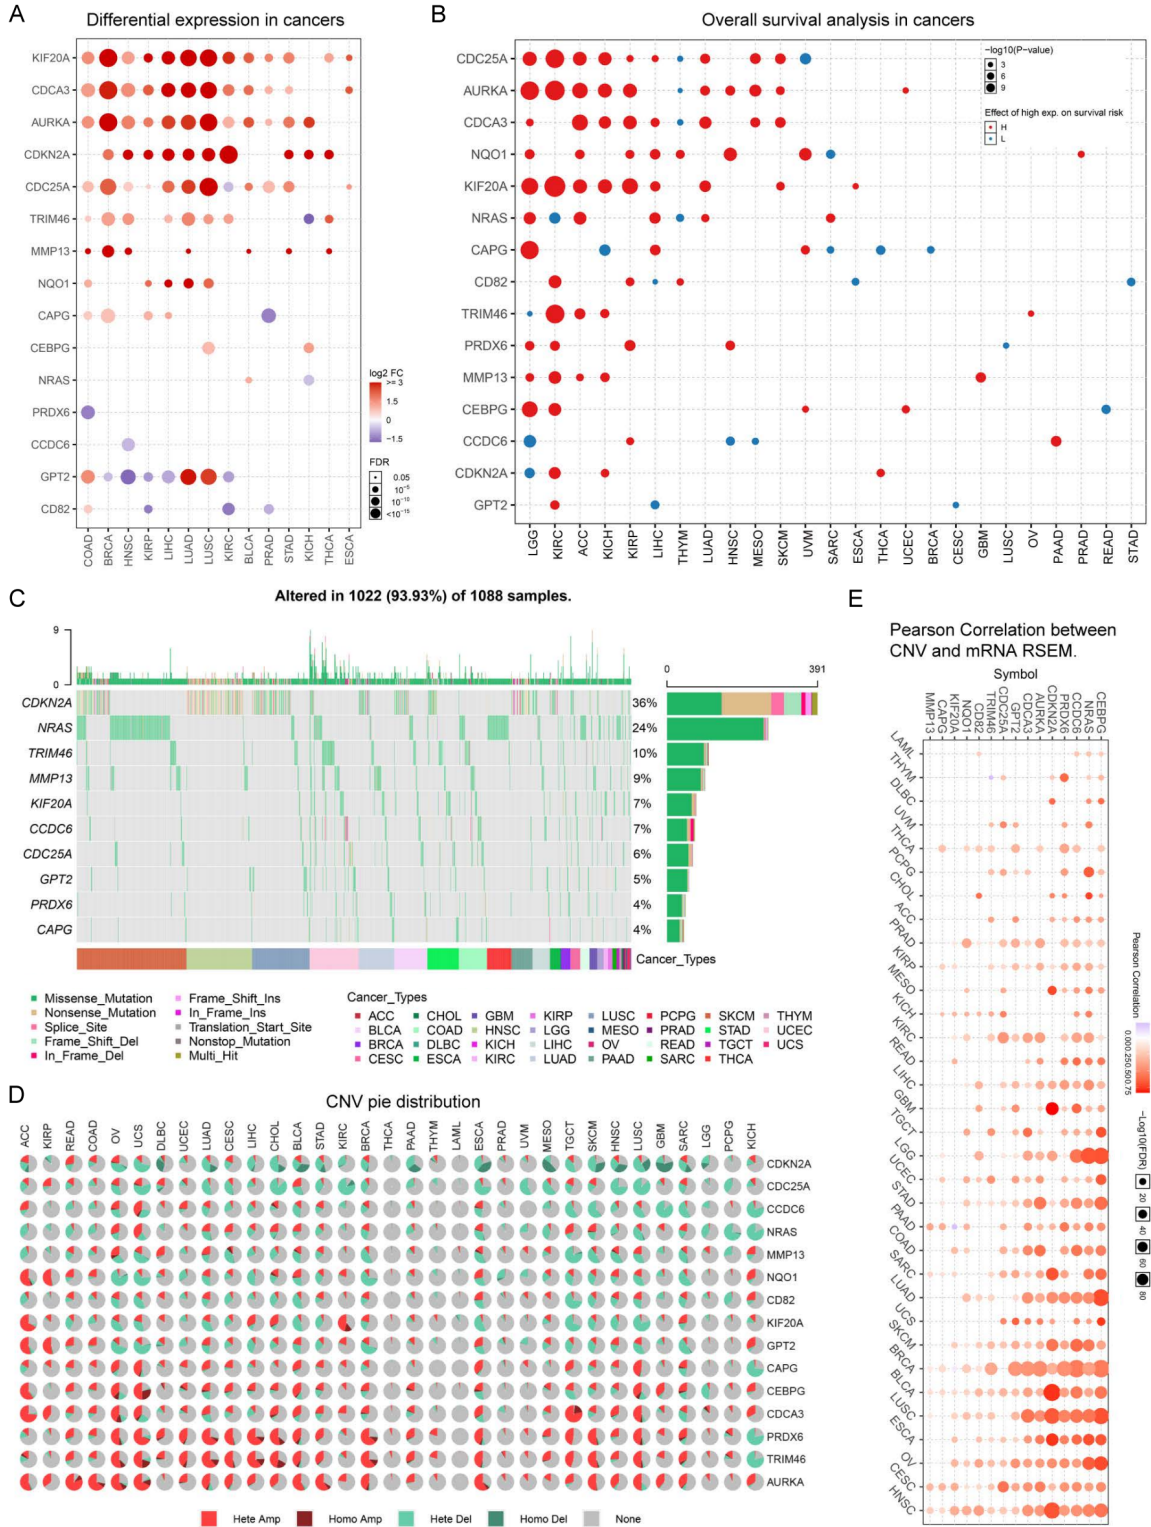 A
Differential expression in cancers
KIF20A
CDCA3
AURKA
CDKN2A
CDC25A
TRIM46
MMP13
NQO1
CAPG
CEBPG
NRAS
PRDX6
CCDC6
GPT2
CD82
COAD BRCA HNSC KIRP LIHC LUAD LUSC KIRC BLCA PRAD STAD KICH THCA ESCA
log2 FC
>= 3
1.5
0
−1.5
FDR
0.05
10−5
10−10
<10−15
B
Overall survival analysis in cancers
CDC25A
AURKA
CDCA3
NQO1
KIF20A
NRAS
CAPG
CD82
TRIM46
PRDX6
MMP13
CEBPG
CCDC6
CDKN2A
GPT2
LGG KIRC ACC KICH KIRP LIHC THYM LUAD HNSC MESO SKCM UVM SARC ESCA THCA UCEC BRCA CESC GBM LUSC OV PAAD PRAD READ STAD
−log10(P−value)
3
6
9
Effect of high exp. on survival risk
H
L
C
Altered in 1022 (93.93%) of 1088 samples.
9
0
0 391
CDKN2A 36%
NRAS 24%
TRIM46 10%
MMP13 9%
KIF20A 7%
CCDC6 7%
CDC25A 6%
GPT2 5%
PRDX6 4%
CAPG 4%
Cancer_Types
Missense_Mutation
Nonsense_Mutation
Splice_Site
Frame_Shift_Del
In_Frame_Del
Frame_Shift_Ins
In_Frame_Ins
Translation_Start_Site
Nonstop_Mutation
Multi_Hit
Cancer_Types
ACC CHOL GBM KIRP LUSC PCPG SKCM THYM
BLCA COAD HNSC LGG MESO PRAD STAD UCEC
BRCA DLBC KICH LIHC OV READ TGCT UCS
CESC ESCA KIRC LUAD PAAD SARC THCA
D
CNV pie distribution
ACC KIRP READ COAD OV UCS DLBC UCEC LUAD CESC LIHC CHOL BLCA STAD KIRC BRCA THCA PAAD THYM LAML ESCA PRAD UVM MESO TGCT SKCM HNSC LUSC GBM SARC LGG PCPG KICH
CDKN2A
CDC25A
CCDC6
NRAS
MMP13
NQO1
CD82
KIF20A
GPT2
CAPG
CEBPG
CDCA3
PRDX6
TRIM46
AURKA
Hete Amp Homo Amp Hete Del Homo Del None
E
Pearson Correlation between
CNV and mRNA RSEM.
Symbol
MMP13 CAPG KIF20A NQO1 CD82 TRIM46 CDC25A GPT2 CDCA3 AURKA CDKN2A PRDX6 CCDC6 NRAS CEBPG
LAML
THYM
DLBC
UVM
THCA
PCPG
CHOL
ACC
PRAD
KIRP
MESO
KICH
KIRC
READ
LIHC
GBM
TGCT
LGG
UCEC
STAD
PAAD
COAD
SARC
LUAD
UCS
SKCM
BRCA
BLCA
LUSC
ESCA
OV
CESC
HNSC
Pearson Correlation
0.00.250.50.75
−Log10(FDR)
20
40
60
80